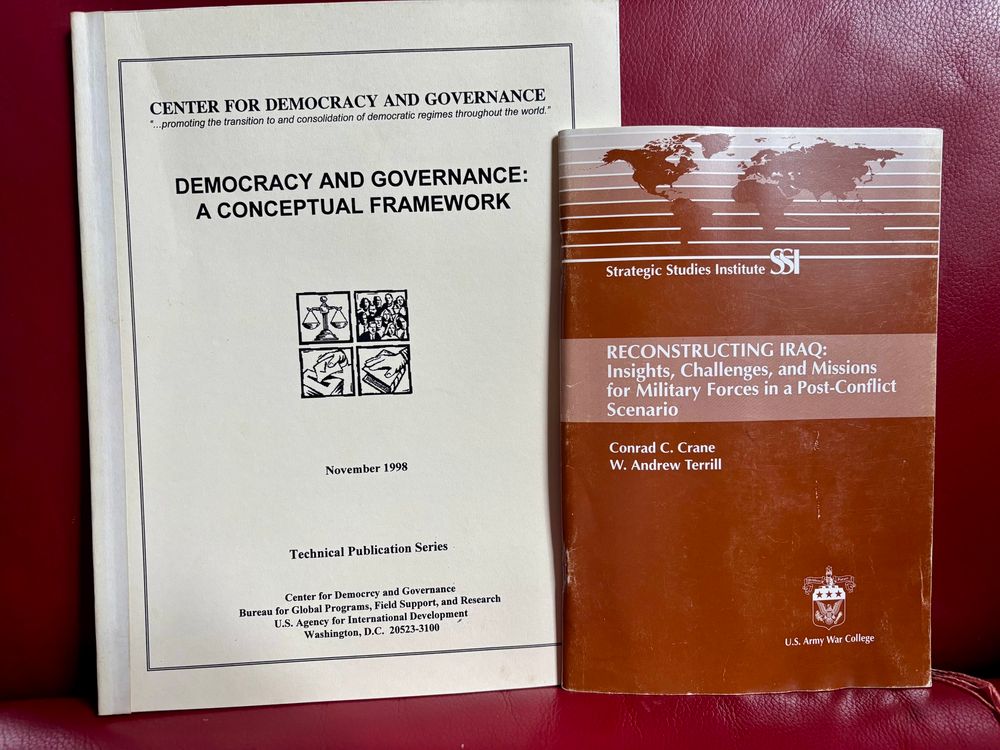 CENTER FOR DEMOCRACY AND GOVERNANCE
"...promoting the transition to and consolidation of democratic regimes throughout the world."
DEMOCRACY AND GOVERNANCE:
A CONCEPTUAL FRAMEWORK
November 1998
Technical Publication Series
Center for Democrcy and Governance
Bureau for Global Programs, Field Support, and Research
U.S. Agency for International Development
Washington, D.C. 20523-3100
Strategic Studies Institute SSI
RECONSTRUCTING IRAQ:
Insights, Challenges, and Missions
for Military Forces in a Post-Conflict
Scenario
Conrad C. Crane
W. Andrew Terrill
U.S. Army War College